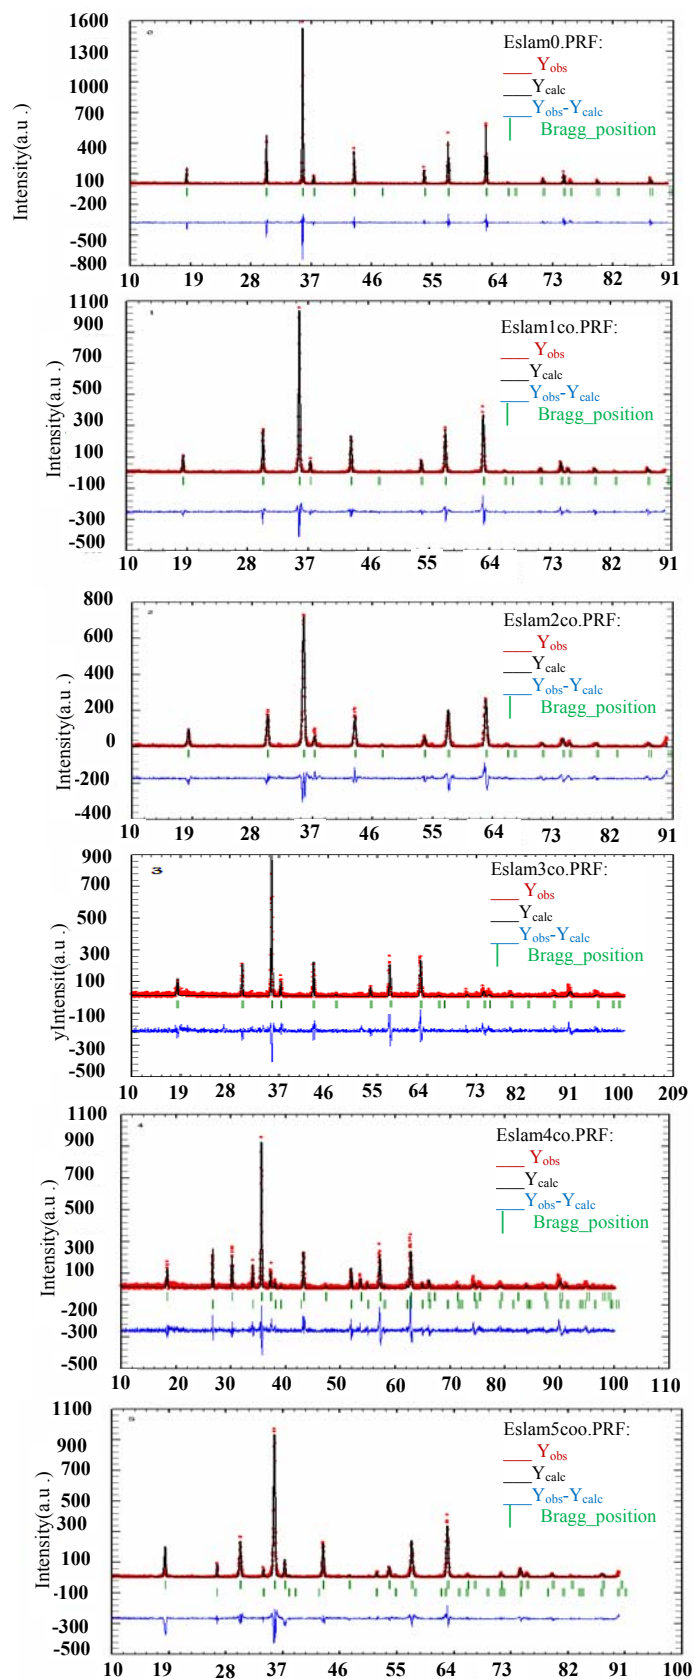 1600
1300
1000
700
400
100
-200
-500
-800
Intensity(a.u .)
Eslam0.PRF:
Yobs
Ycalc
Yobs-Ycalc
Bragg_position
10 19 28 37 46 55 64 73 82 91
1
1100
900
700
500
300
100
-100
-300
-500
Intensity(a.u .)
Eslam1co.PRF:
Yobs
Ycalc
Yobs-Ycalc
Bragg_position
10 19 28 37 46 55 64 73 82 91
2
800
600
400
200
0
-200
-400
Intensity(a.u .)
Eslam2co.PRF:
Yobs
Ycalc
Yobs-Ycalc
Bragg_position
10 19 28 37 46 55 64 73 82 91
3
900
700
500
300
100
-100
-300
-500
yIntensit(a.u .)
Eslam3co.PRF:
Yobs
Ycalc
Yobs-Ycalc
Bragg_position
10 19 28 37 46 55 64 73 82 91 100 209
4
1100
900
700
500
300
100
-200
-300
-500
Intensity(a.u .)
Eslam4co.PRF:
Yobs
Ycalc
Yobs-Ycalc
Bragg_position
10 20 30 40 50 60 70 80 90 100 110
5
1100
900
700
500
300
100
-100
-300
-500
Intensity(a.u .)
Eslam5coo.PRF:
Yobs
Ycalc
Yobs-Ycalc
Bragg_position
10 19 28 37 46 55 64 73 82 91 100